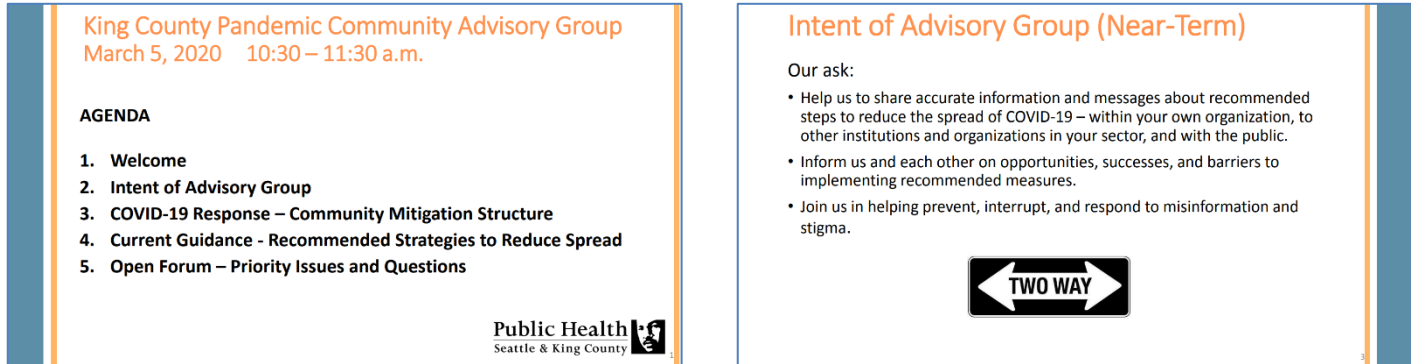 King County Pandemic Community Advisory Group
March 5, 2020 10:30 – 11:30 a.m.
AGENDA
1. Welcome
2. Intent of Advisory Group
3. COVID-19 Response – Community Mitigation Structure
4. Current Guidance - Recommended Strategies to Reduce Spread
5. Open Forum – Priority Issues and Questions
Public Health
Seattle & King County
1
Intent of Advisory Group (Near-Term)
Our ask:
• Help us to share accurate information and messages about recommended
steps to reduce the spread of COVID-19 – within your own organization, to
other institutions and organizations in your sector, and with the public.
• Inform us and each other on opportunities, successes, and barriers to
implementing recommended measures.
• Join us in helping prevent, interrupt, and respond to misinformation and
stigma.
TWO WAY
3